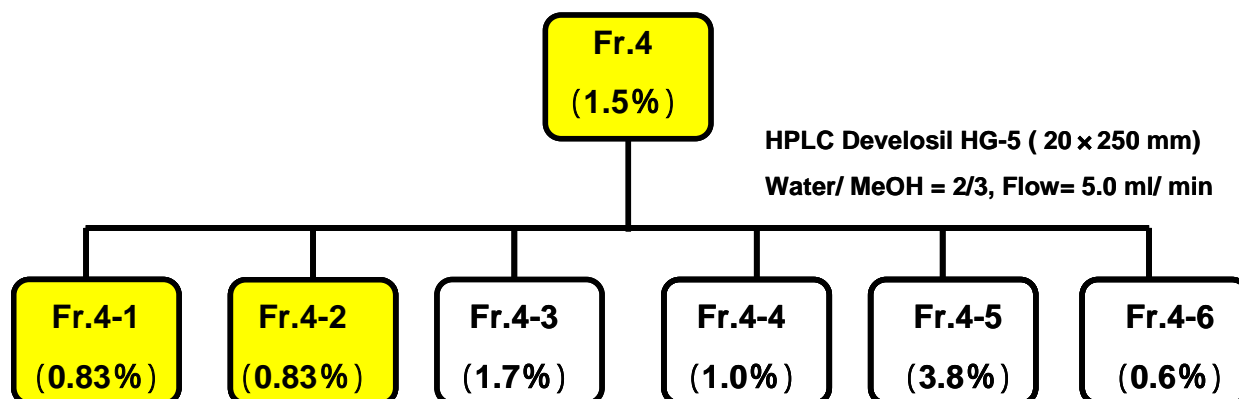 Fr.4
(1.5%)
HPLC Develosil HG-5 ( 20 × 250 mm)
Water/ MeOH = 2/3, Flow= 5.0 ml/ min
Fr.4-1
(0.83%)
Fr.4-2
(0.83%)
Fr.4-3
(1.7%)
Fr.4-4
(1.0%)
Fr.4-5
(3.8%)
Fr.4-6
(0.6%)